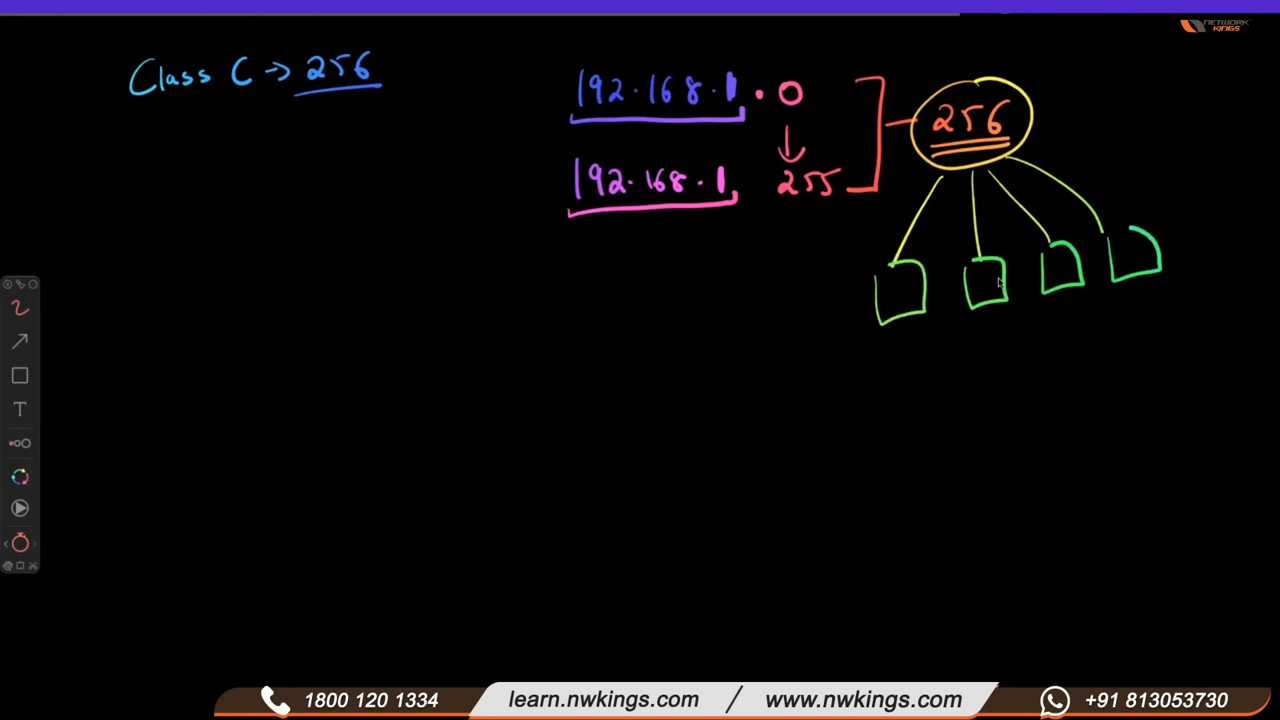 NETWORK
KINGS
Class C → 256
192.168.1 . 0
256
192.168.1. 255
T
1800 120 1334
learn.nwkings.com / www.nwkings.com
+91 813053730